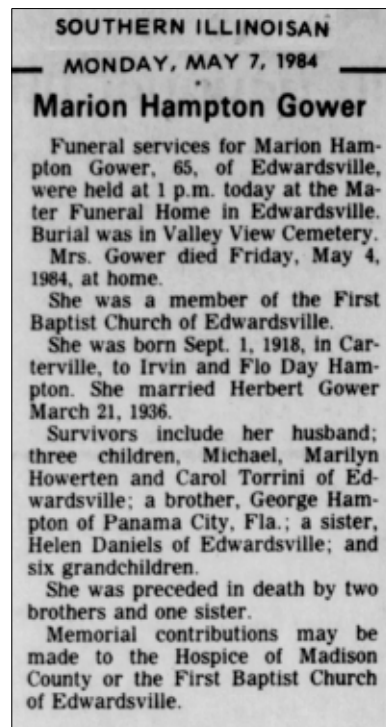 SOUTHERN ILLINOISAN
MONDAY, MAY 7, 1984
Marion Hampton Gower
Funeral services for Marion Ham-
pton Gower, 65, of Edwardsville,
were held at 1 p.m. today at the Ma-
ter Funeral Home in Edwardsville.
Burial was in Valley View Cemetery.
Mrs. Gower died Friday, May 4,
1984, at home.
She was a member of the First
Baptist Church of Edwardsville.
She was born Sept. 1, 1918, in Car-
terville, to Irvin and Flo Day Ham-
pton. She married Herbert Gower
March 21, 1936.
Survivors include her husband;
three children, Michael, Marilyn
Howerten and Carol Torrini of Ed-
wardsville; a brother, George Ham-
pton of Panama City, Fla.; a sister,
Helen Daniels of Edwardsville; and
six grandchildren.
She was preceded in death by two
brothers and one sister.
Memorial contributions may be
made to the Hospice of Madison
County or the First Baptist Church
of Edwardsville.